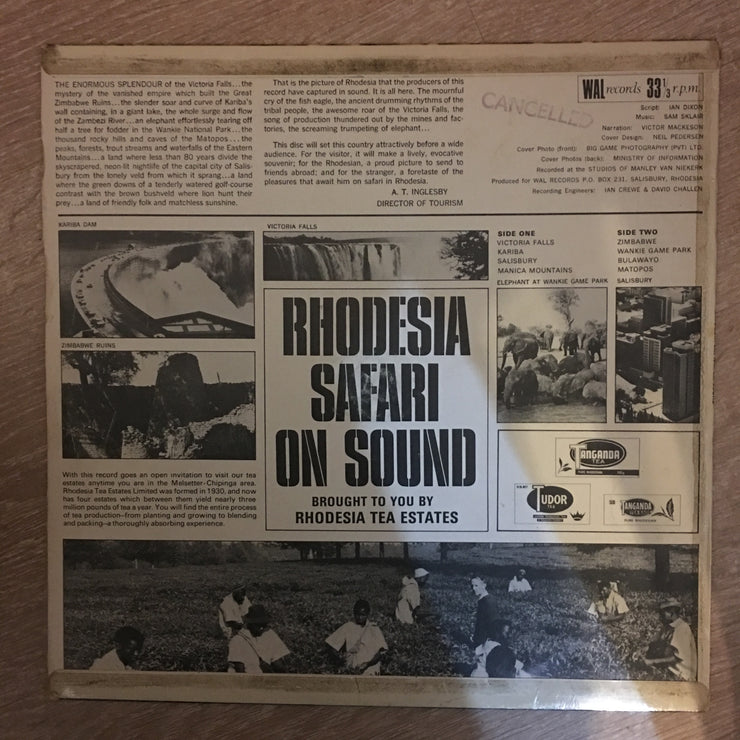 THE ENORMOUS SPLENDOUR of the Victoria Falls...the
mystery of the vanished empire which built the Great
Zimbabwe Ruins...the slender soar and curve of Kariba's
wall containing, in a giant lake, the whole surge and flow
of the Zambezi River...an elephant effortlessly tearing off
half a tree for fodder in the Wankie National Park...the
thousand rocky hills and caves of the Matopos...the
peaks, forests, trout streams and waterfalls of the Eastern
Mountains...a land where less than 80 years divide the
skyscrapered, neon-lit nightlife of the capital city of Salis-
bury from the lonely veld from which it sprang...a land
where the green downs of a tenderly watered golf-course
contrast with the brown bushveld where lion hunt their
prey...a land of friendly folk and matchless sunshine.
That is the picture of Rhodesia that the producers of this
record have captured in sound. It is all here. The mournful
cry of the fish eagle, the ancient drumming rhythms of the
tribal people, the awesome roar of the Victoria Falls, the
song of production thundered out by the mines and fac-
tories, the screaming trumpeting of elephant...
This disc will set this country attractively before a wide
audience. For the visitor, it will make a lively, evocative
souvenir; for the Rhodesian, a proud picture to send to
friends abroad; and for the stranger, a foretaste of the
pleasures that await him on safari in Rhodesia.
A. T. INGLESBY
DIRECTOR OF TOURISM
WAL records 33 1/3 r.p.m.
CANCELLED
Script: IAN DIXON
Music: SAM SKLAIR
Narration: VICTOR MACKESON
Cover Design: NEIL PEDERSEN
Cover Photo (front): BIG GAME PHOTOGRAPHY (PVT) LTD.
Cover Photos (back): MINISTRY OF INFORMATION
Recorded at the STUDIOS OF MANLEY VAN NIEKERK
Produced for WAL RECORDS P.O. BOX 231, SALISBURY, RHODESIA
Recording Engineers: IAN CREWE & DAVID CHALLEN
KARIBA DAM
VICTORIA FALLS
SIDE ONE
VICTORIA FALLS
KARIBA
SALISBURY
MANICA MOUNTAINS
SIDE TWO
ZIMBABWE
WANKIE GAME PARK
BULAWAYO
MATOPOS
ELEPHANT AT WANKIE GAME PARK
SALISBURY
ZIMBABWE RUINS
RHODESIA
SAFARI
ON SOUND
BROUGHT TO YOU BY
RHODESIA TEA ESTATES
With this record goes an open invitation to visit our tea
estates anytime you are in the Melsetter-Chipinga area.
Rhodesia Tea Estates Limited was formed in 1930, and now
has four estates which between them yield nearly three
million pounds of tea a year. You will find the entire process
of tea production–from planting and growing to blending
and packing–a thoroughly absorbing experience.
TANGANDA
TEA
TUDOR
TEA
TANGANDA